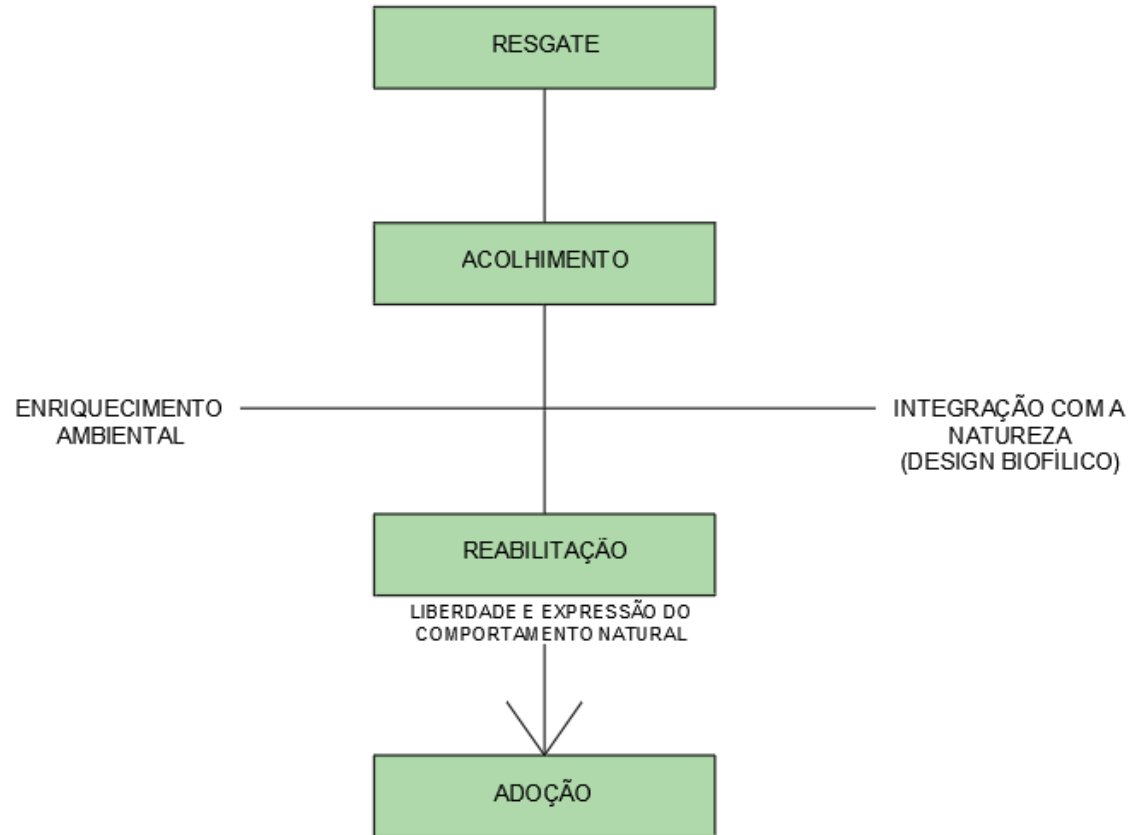 RESGATE
ACOLHIMENTO
ENRIQUECIMENTO
AMBIENTAL
INTEGRAÇÃO COM A
NATUREZA
(DESIGN BIOFÍLICO)
REABILITAÇÃO
LIBERDADE E EXPRESSÃO DO
COMPORTAMENTO NATURAL
ADOÇÃO